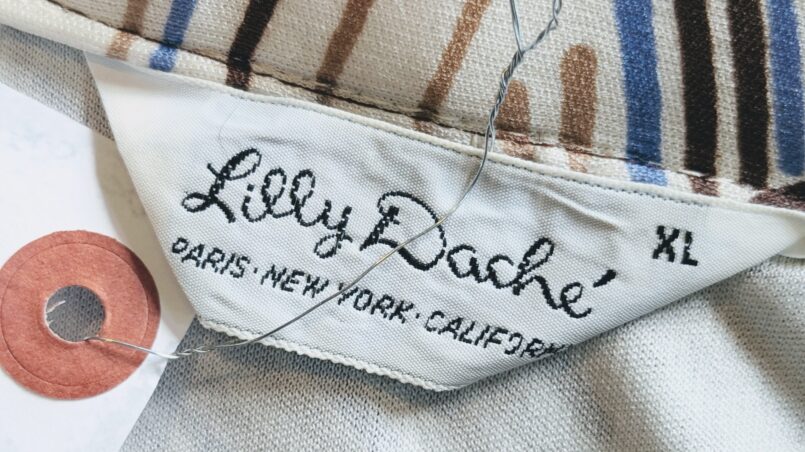 Lilly Daché
XL
PARIS · NEW YORK · CALIFORNIA